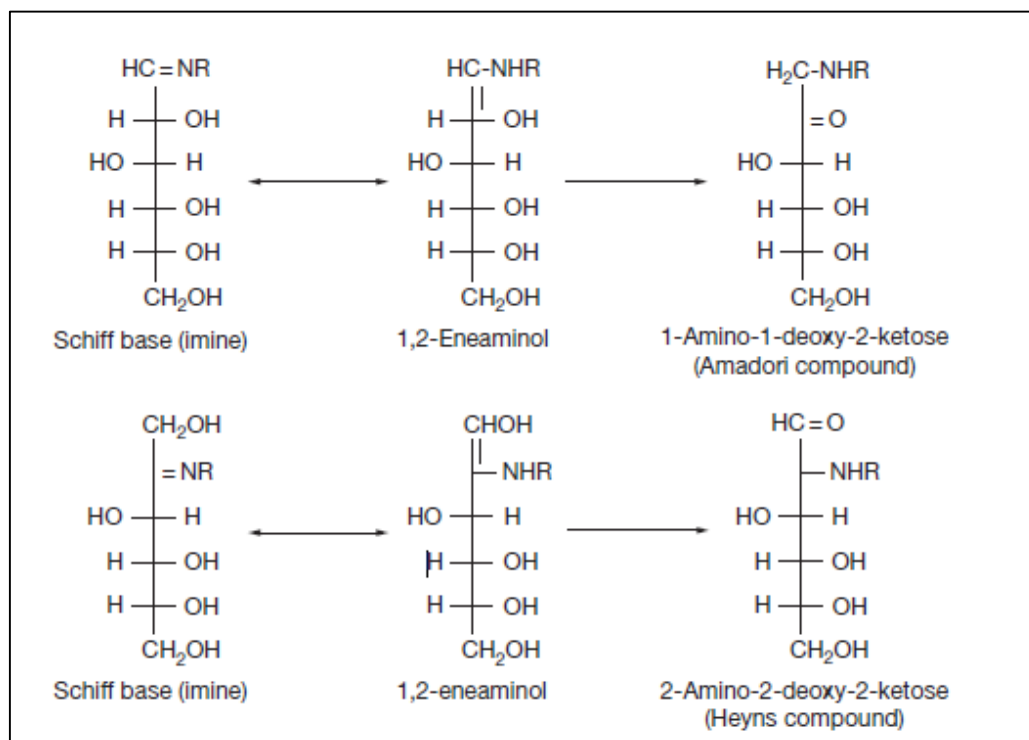 HC=NR HC-NHR H₂C-NHR
H OH H OH =O
HO H HO H HO H
H OH H OH H OH
H OH H OH H OH
CH₂OH CH₂OH CH₂OH
Schiff base (imine) 1,2-Eneaminol 1-Amino-1-deoxy-2-ketose
(Amadori compound)
CH₂OH CHOH HC=O
=NR NHR NHR
HO H HO H HO H
H OH H OH H OH
H OH H OH H OH
CH₂OH CH₂OH CH₂OH
Schiff base (imine) 1,2-eneaminol 2-Amino-2-deoxy-2-ketose
(Heyns compound)